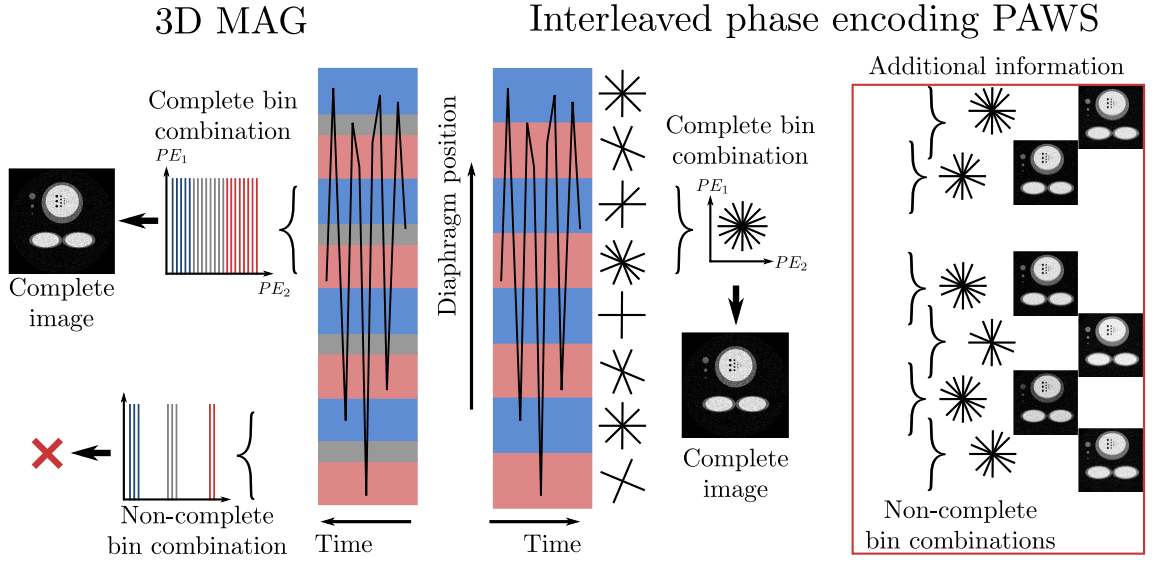 3D MAG
Interleaved phase encoding PAWS
Complete bin
combination
PE₁
PE₂
Complete
image
Non-complete
bin combination
Time
Diaphragm position
Time
Complete bin
combination
PE₁
PE₂
Complete
image
Additional information
Non-complete
bin combinations